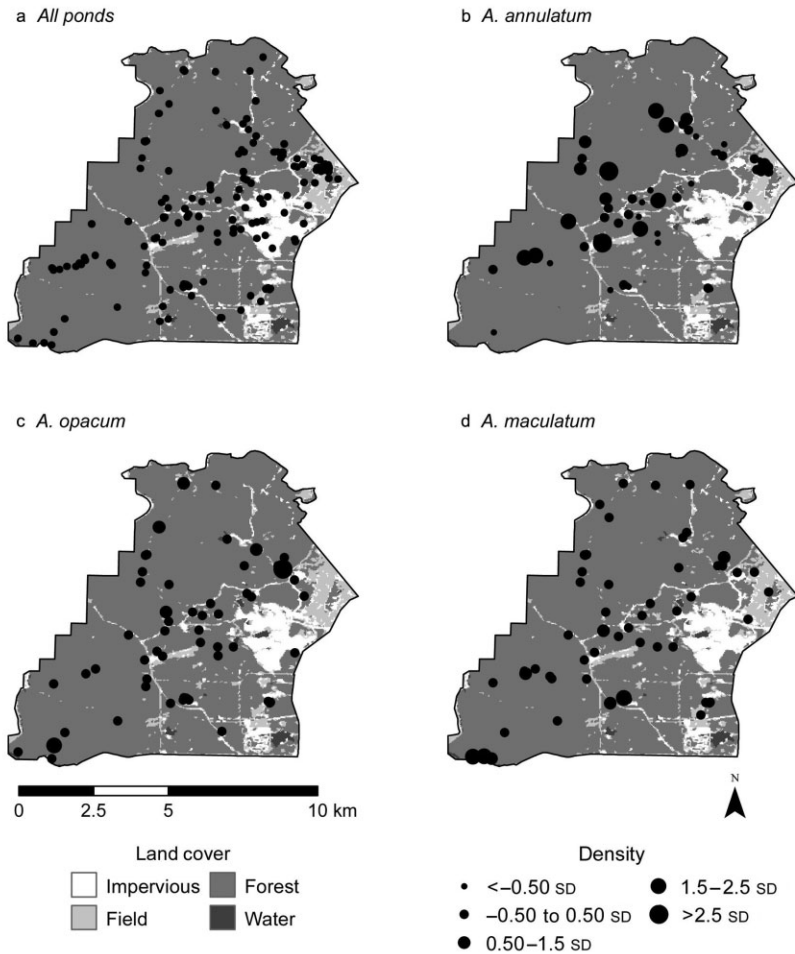 a All ponds
b A. annulatum
c A. opacum
d A. maculatum
0 2.5 5 10 km
N
Land cover
Impervious Forest
Field Water
Density
<–0.50 SD 1.5–2.5 SD
–0.50 to 0.50 SD >2.5 SD
0.50–1.5 SD